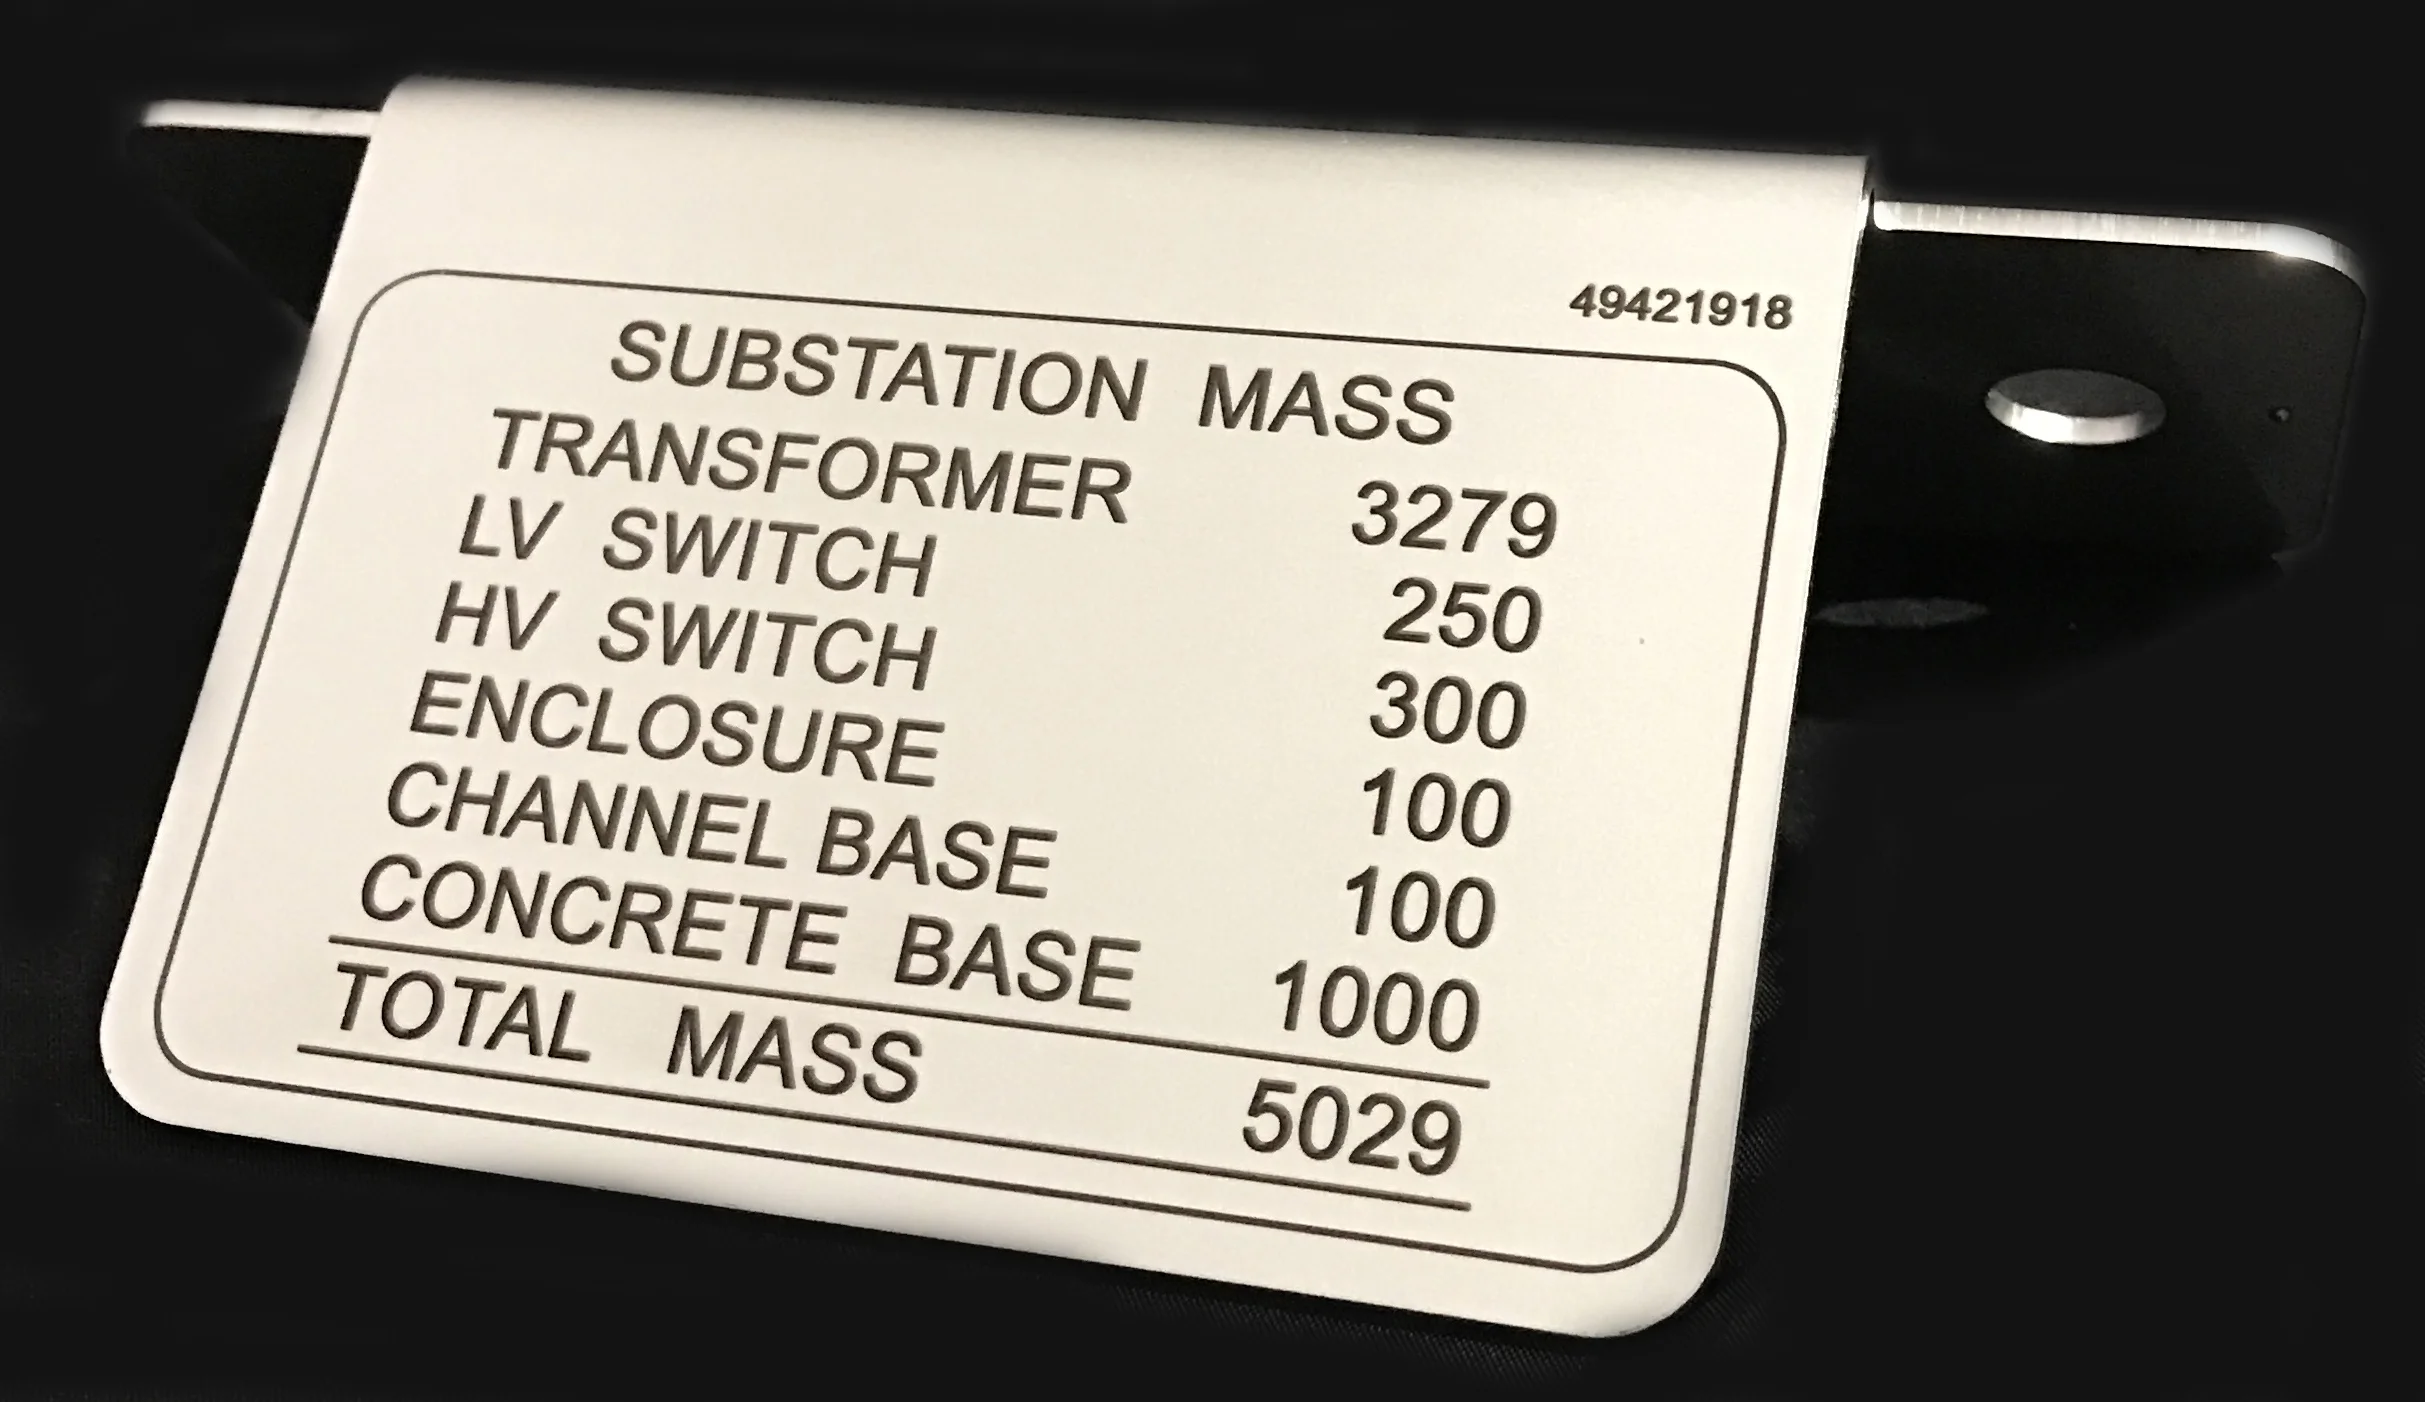 49421918
SUBSTATION MASS
TRANSFORMER 3279
LV SWITCH 250
HV SWITCH 300
ENCLOSURE 100
CHANNEL BASE 100
CONCRETE BASE 1000
TOTAL MASS 5029